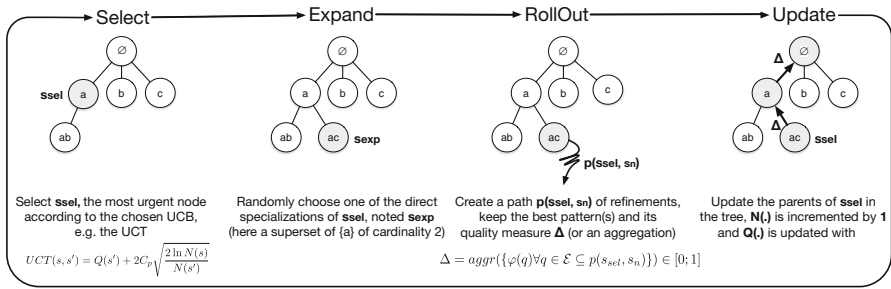 Select
Expand
RollOut
Update
∅
a
b
c
ab
ssel
∅
a
b
c
ab
ac
sexp
∅
a
b
c
ab
ac
p(ssel, sn)
∅
a
b
c
ab
ac
Δ
Δ
ssel
Select ssel, the most urgent node
according to the chosen UCB,
e.g. the UCT
UCT(s, s′) = Q(s′) + 2C_p √(2 ln N(s) / N(s′))
Randomly choose one of the direct
specializations of ssel, noted sexp
(here a superset of {a} of cardinality 2)
Create a path p(ssel, sn) of refinements,
keep the best pattern(s) and its
quality measure Δ (or an aggregation)
Δ = aggr({φ(q)∀q ∈ ℰ ⊆ p(s_sel, s_n)}) ∈ [0; 1]
Update the parents of ssel in
the tree, N(.) is incremented by 1
and Q(.) is updated with